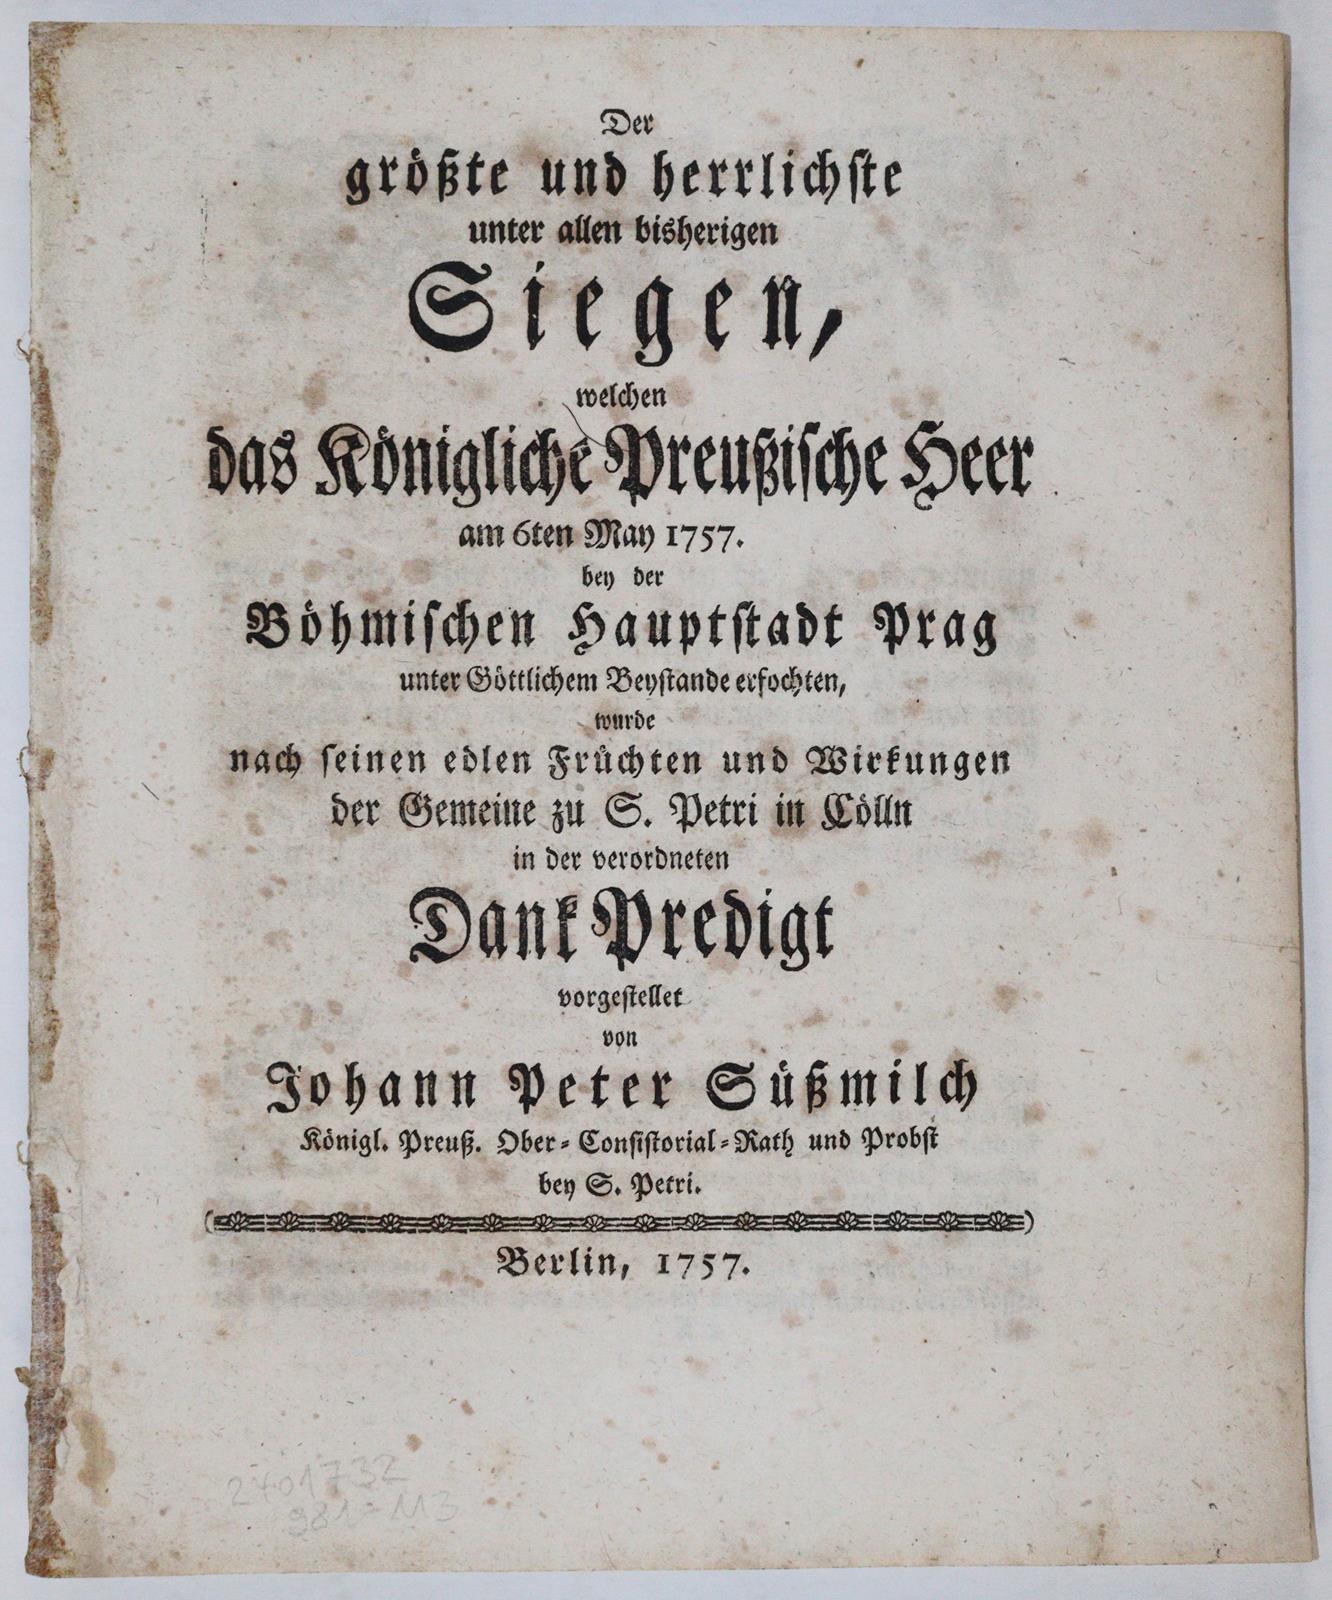 Der
größte und herrlichste
unter allen bisherigen
Siegen,
welchen
das Königliche Preußische Heer
am 6ten May 1757.
bey der
Böhmischen Hauptstadt Prag
unter Göttlichem Beystande erfochten,
wurde
nach seinen edlen Früchten und Wirkungen
der Gemeine zu S. Petri in Cölln
in der verordneten
Dank Predigt
vorgestellet
von
Johann Peter Süßmilch
Königl. Preuß. Ober-Consistorial-Rath und Probst
bey S. Petri.
Berlin, 1757.
2401732
981-113